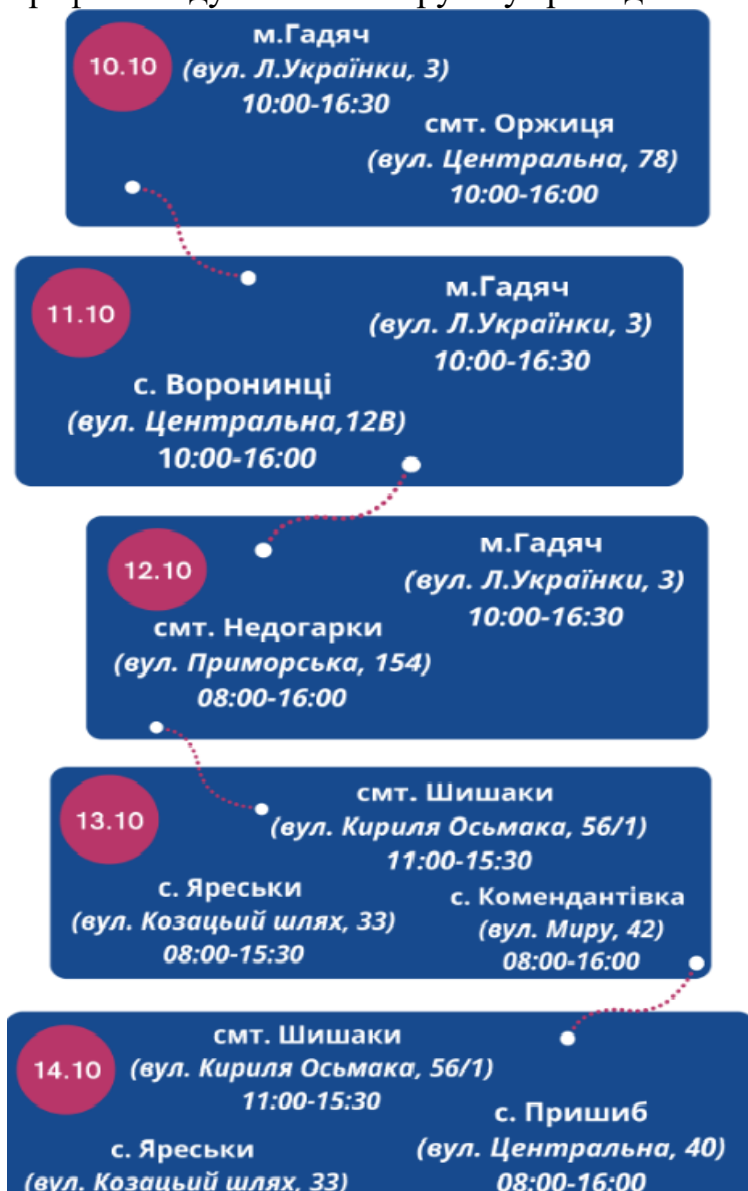 10.10
м.Гадяч
(вул. Л.Українки, 3)
10:00-16:30
смт. Оржиця
(вул. Центральна, 78)
10:00-16:00
11.10
м.Гадяч
(вул. Л.Українки, 3)
10:00-16:30
с. Воронинці
(вул. Центральна,12В)
10:00-16:00
12.10
м.Гадяч
(вул. Л.Українки, 3)
10:00-16:30
смт. Недогарки
(вул. Приморська, 154)
08:00-16:00
13.10
смт. Шишаки
(вул. Кириля Осьмака, 56/1)
11:00-15:30
с. Яреськи
(вул. Козацьий шлях, 33)
08:00-15:30
с. Комендантівка
(вул. Миру, 42)
08:00-16:00
14.10
смт. Шишаки
(вул. Кириля Осьмака, 56/1)
11:00-15:30
с. Пришиб
(вул. Центральна, 40)
08:00-16:00
с. Яреськи
(вул. Козацьий шлях, 33)